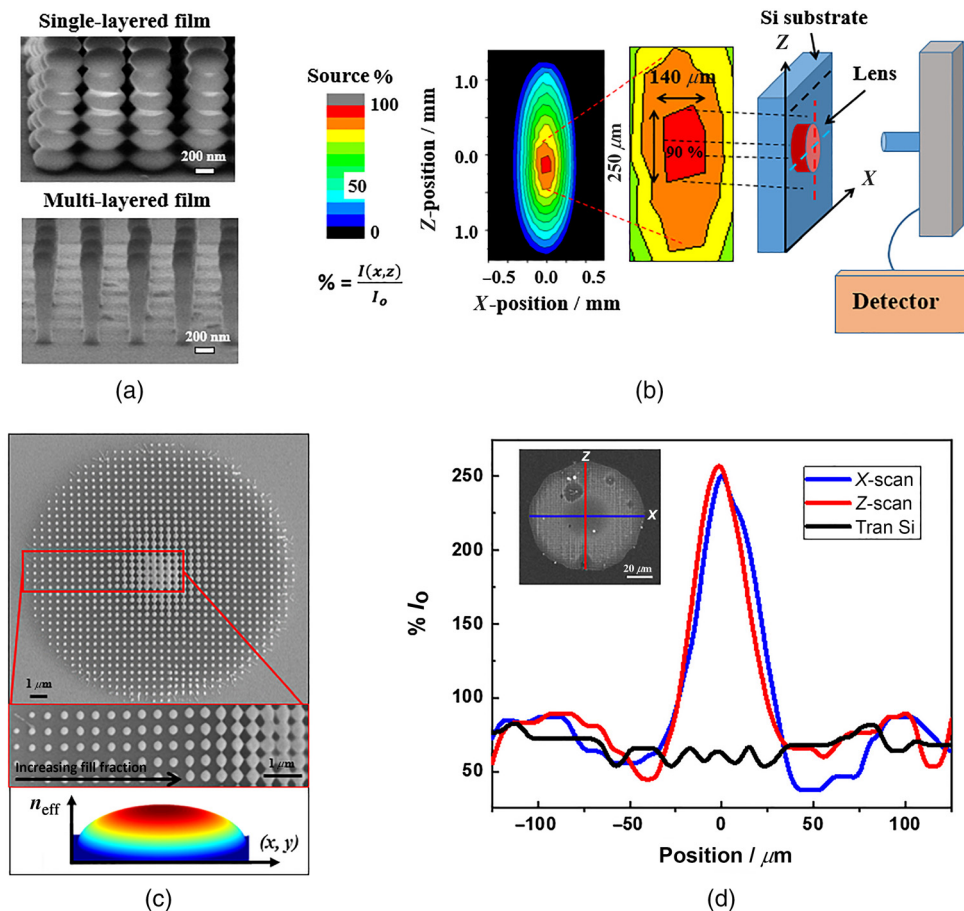 Single-layered film
200 nm
Multi-layered film
200 nm
(a)
Source %
100
50
0
% = I(x,z)
I_o
Z-position / mm
1.0
0.0
1.0
−0.5 0.0 0.5
X-position / mm
140 μm
250 μm
90 %
Si substrate
Z
Lens
X
Detector
(b)
1 μm
Increasing fill fraction
1 μm
n_eff
(x, y)
(c)
% I_o
250
200
150
100
50
−100 −50 0 50 100
Position / μm
Z
X
20 μm
X-scan
Z-scan
Tran Si
(d)